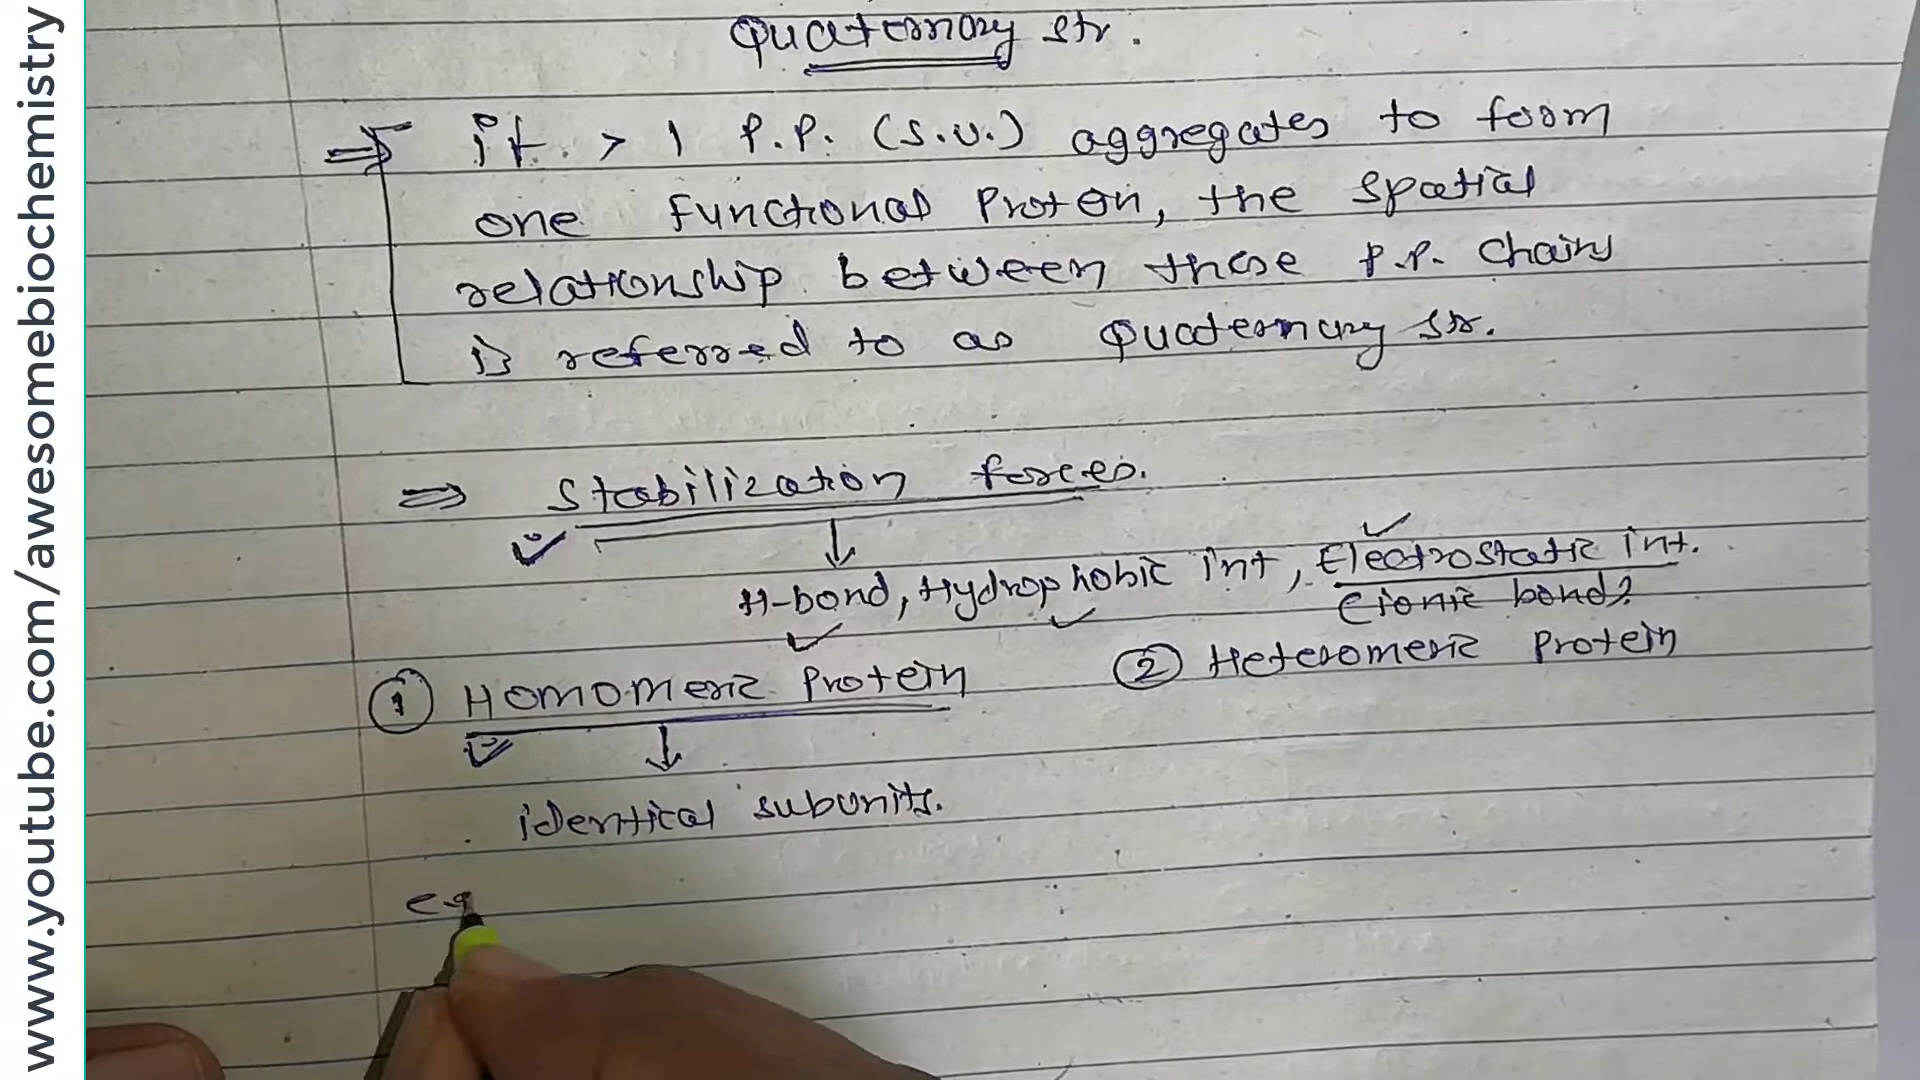 www.youtube.com/awesomebiochemistry
Quaternary str.
⇒ if > 1 P.P. (S.U.) aggregates to form
one functional protein, the spatial
relationship between these P.P. chains
is referred to as Quaternary str.
⇒ Stabilization forces.
↓
H-bond, Hydrophobic int, Electrostatic int.
(ionic bond)
① Homomeric Protein
② Heteromeric Protein
↓
identical subunits.
eg